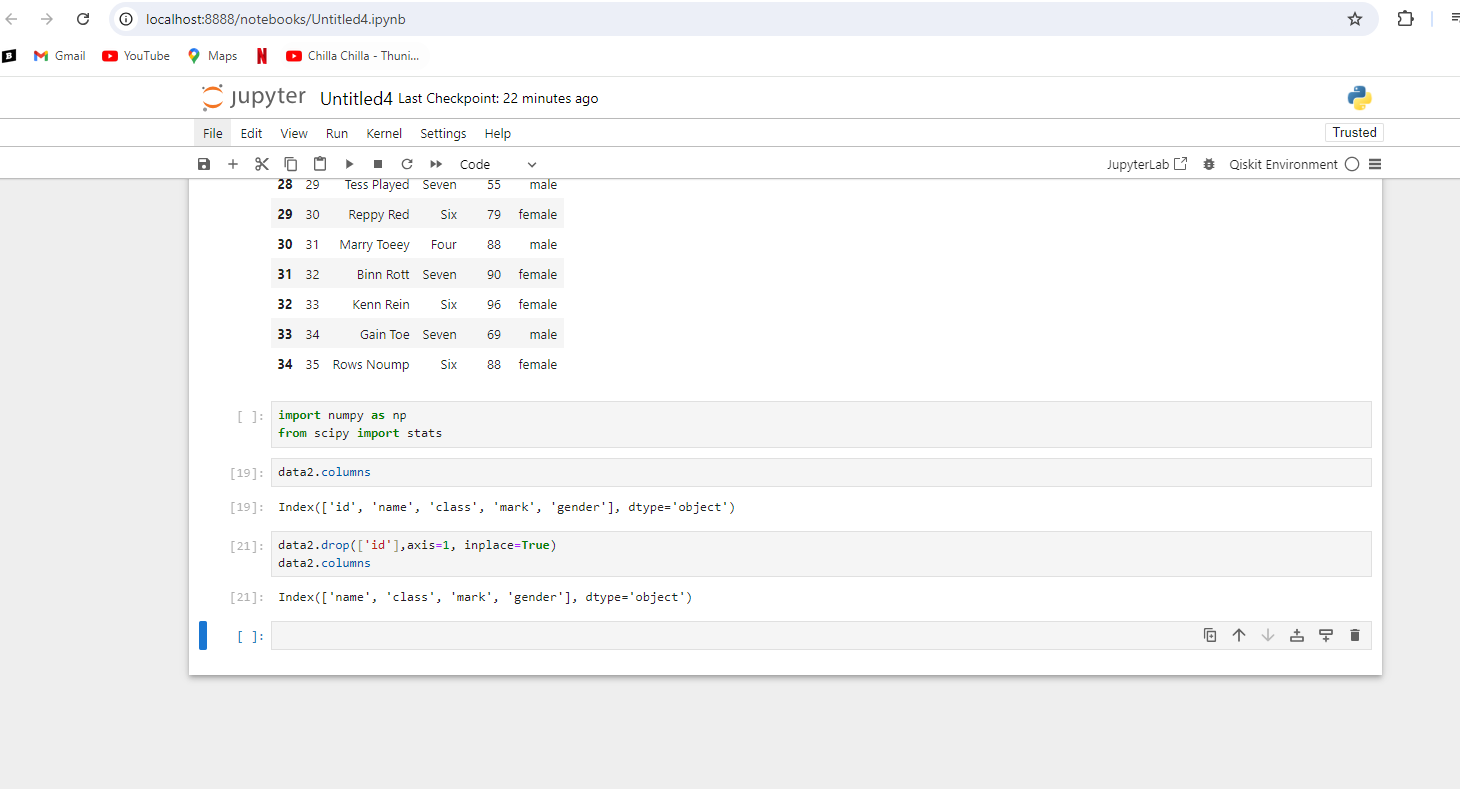 localhost:8888/notebooks/Untitled4.ipynb
B Gmail YouTube Maps N Chilla Chilla - Thuni...
jupyter Untitled4 Last Checkpoint: 22 minutes ago
File Edit View Run Kernel Settings Help Trusted
Code JupyterLab Qiskit Environment
28 29 Tess Played Seven 55 male
29 30 Reppy Red Six 79 female
30 31 Marry Toeey Four 88 male
31 32 Binn Rott Seven 90 female
32 33 Kenn Rein Six 96 female
33 34 Gain Toe Seven 69 male
34 35 Rows Noump Six 88 female
[ ]: import numpy as np
from scipy import stats
[19]: data2.columns
[19]: Index(['id', 'name', 'class', 'mark', 'gender'], dtype='object')
[21]: data2.drop(['id'],axis=1, inplace=True)
data2.columns
[21]: Index(['name', 'class', 'mark', 'gender'], dtype='object')
[ ]: